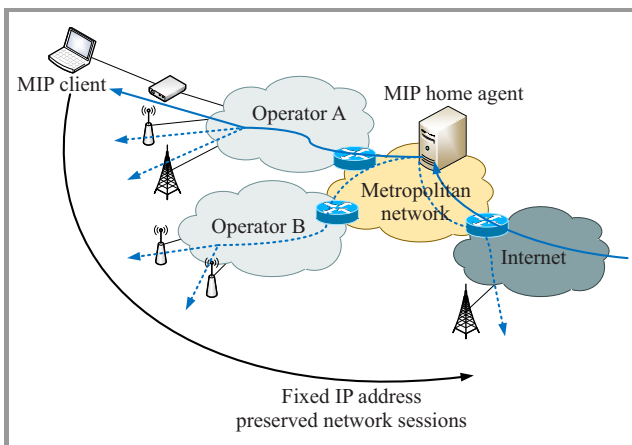 MIP client
Operator A
MIP home agent
Metropolitan
network
Operator B
Internet
Fixed IP address
preserved network sessions